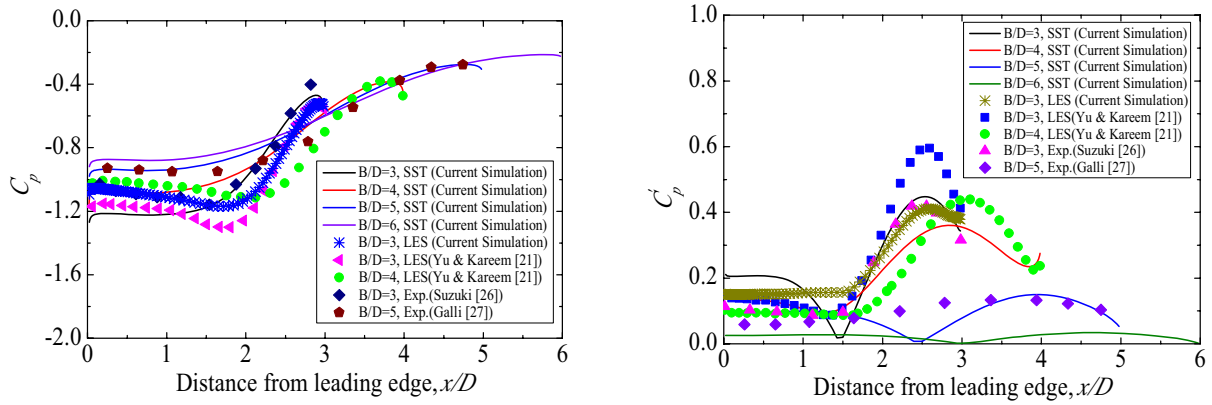 0.0
-0.4
-0.8
-1.2
-1.6
-2.0
C_p
0 1 2 3 4 5 6
Distance from leading edge, x/D
B/D=3, SST (Current Simulation)
B/D=4, SST (Current Simulation)
B/D=5, SST (Current Simulation)
B/D=6, SST (Current Simulation)
B/D=3, LES (Current Simulation)
B/D=3, LES(Yu & Kareem [21])
B/D=4, LES(Yu & Kareem [21])
B/D=3, Exp.(Suzuki [26])
B/D=5, Exp.(Galli [27])
1.0
0.8
0.6
0.4
0.2
0.0
C_p'
0 1 2 3 4 5 6
Distance from leading edge, x/D
B/D=3, SST (Current Simulation)
B/D=4, SST (Current Simulation)
B/D=5, SST (Current Simulation)
B/D=6, SST (Current Simulation)
B/D=3, LES (Current Simulation)
B/D=3, LES(Yu & Kareem [21])
B/D=4, LES(Yu & Kareem [21])
B/D=3, Exp.(Suzuki [26])
B/D=5, Exp.(Galli [27])